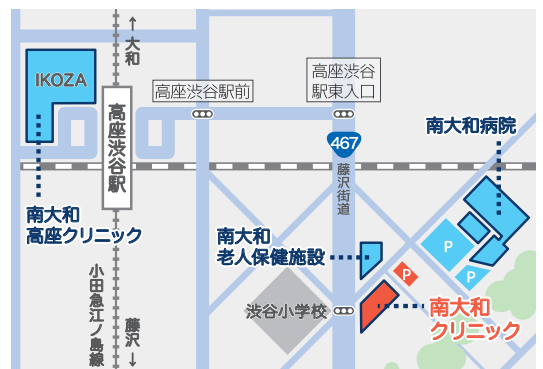 ↑
大和
IKOZA
高座渋谷駅前
高座渋谷
駅東入口
高座渋谷駅
467
藤沢街道
南大和病院
南大和
高座クリニック
南大和
老人保健施設
P
P
P
小田急江ノ島線
藤沢
↓
渋谷小学校
南大和
クリニック